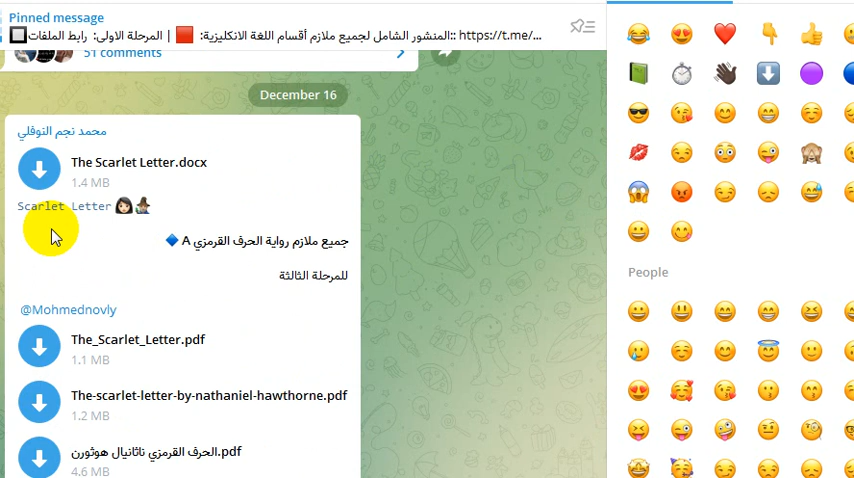 Pinned message
🔲المنشور الشامل لجميع ملازم أقسام اللغة الانكليزية:: https://t.me/... 🟥 | المرحلة الاولى: رابط الملفات
51 comments
December 16
محمد نجم النوفلي
The Scarlet Letter.docx
1.4 MB
Scarlet Letter
جميع ملازم رواية الحرف القرمزي A
للمرحلة الثالثة
@Mohmednovly
The_Scarlet_Letter.pdf
1.1 MB
The-scarlet-letter-by-nathaniel-hawthorne.pdf
1.2 MB
الحرف القرمزي ناثانيال هوثورن.pdf
4.6 MB
People